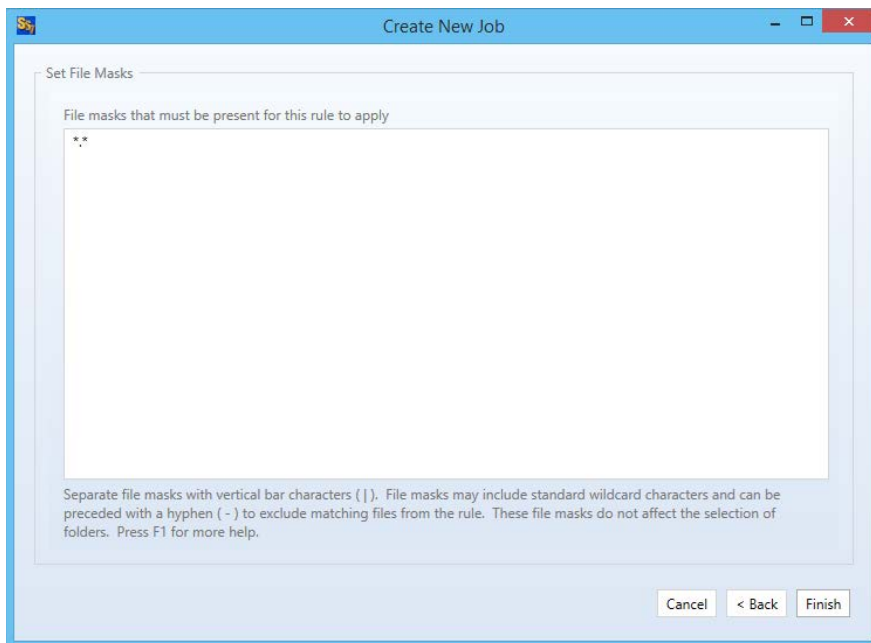 SS7
Create New Job
Set File Masks
File masks that must be present for this rule to apply
*.*
Separate file masks with vertical bar characters ( | ).  File masks may include standard wildcard characters and can be
preceded with a hyphen ( - ) to exclude matching files from the rule.  These file masks do not affect the selection of
folders.  Press F1 for more help.
Cancel
< Back
Finish